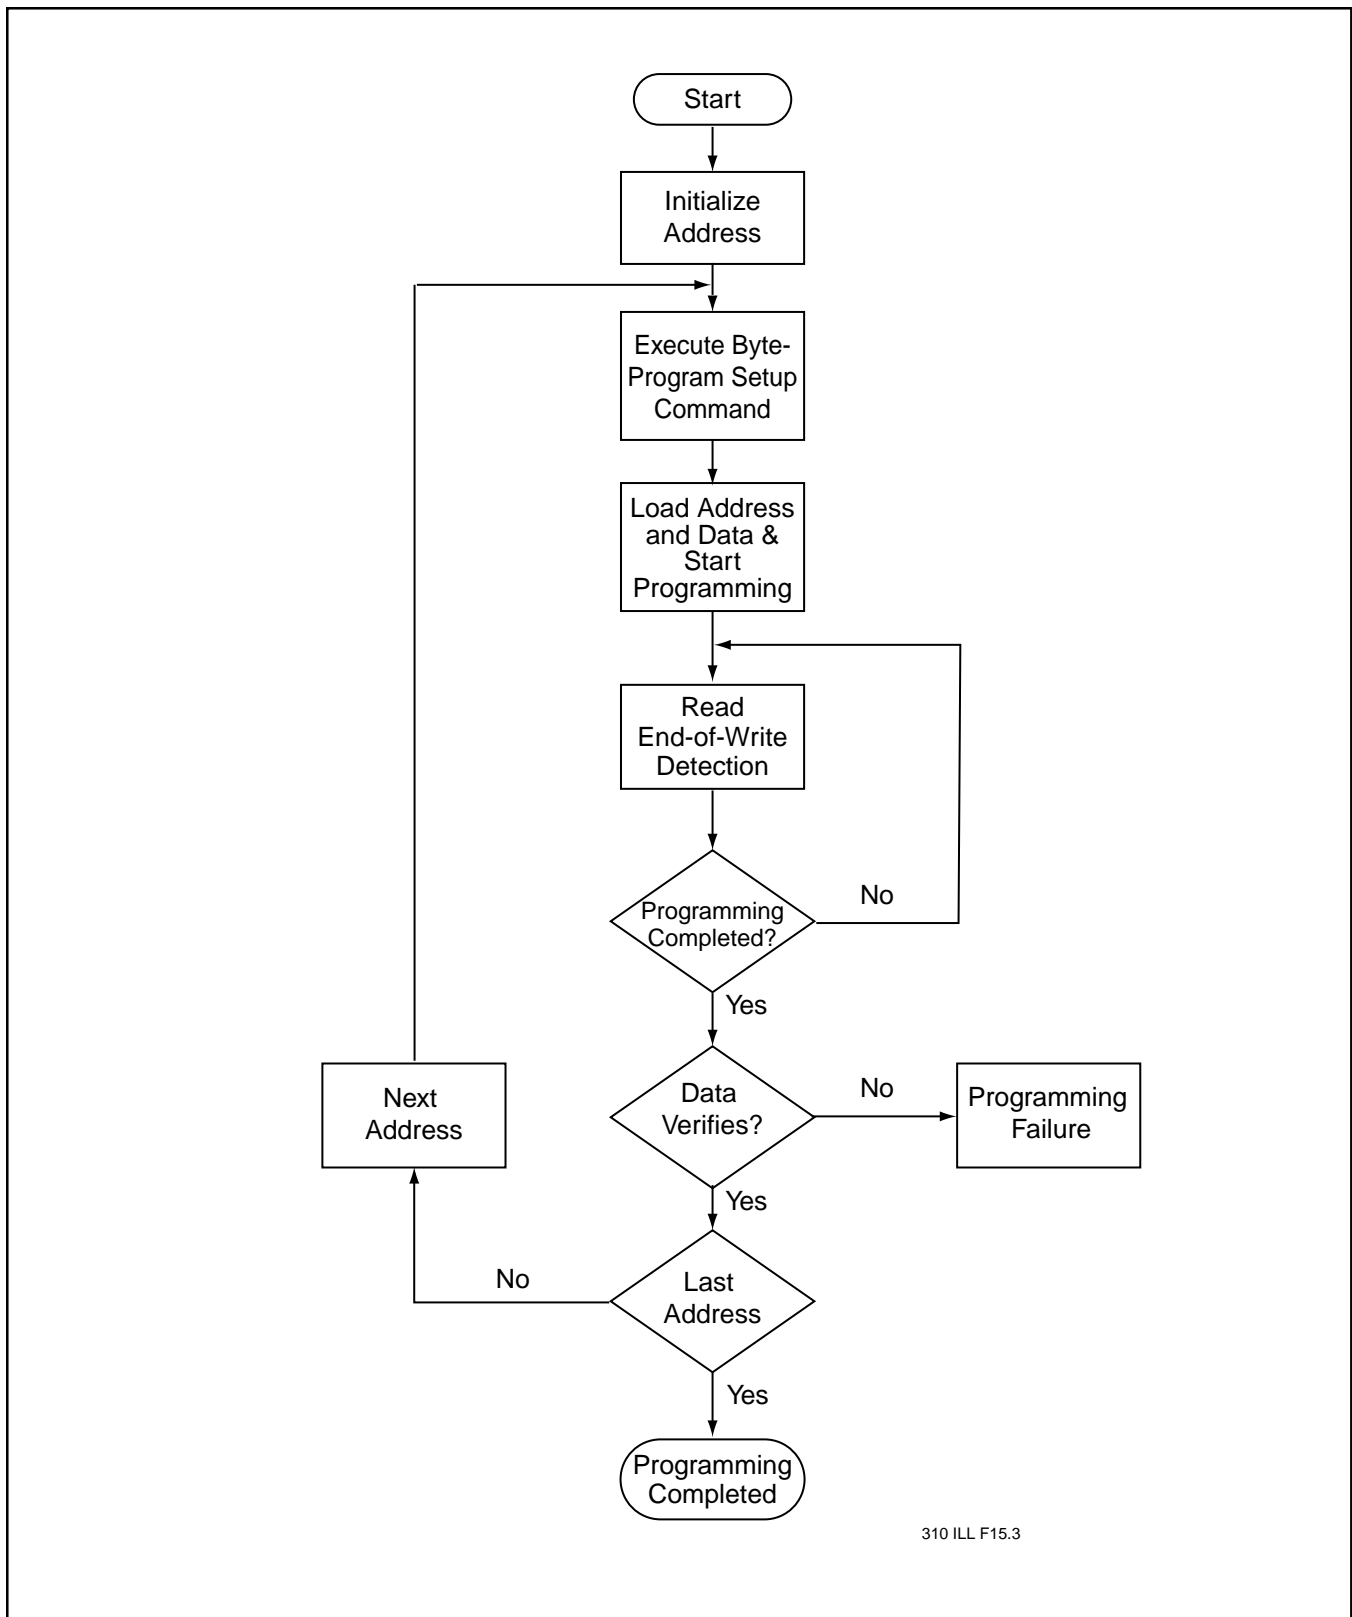 Start
Initialize
Address
Execute Byte-
Program Setup
Command
Load Address
and Data &
Start
Programming
Read
End-of-Write
Detection
Programming
Completed?
No
Yes
Next
Address
Data
Verifies?
No
Programming
Failure
Yes
Last
Address
No
Yes
Programming
Completed
310 ILL F15.3